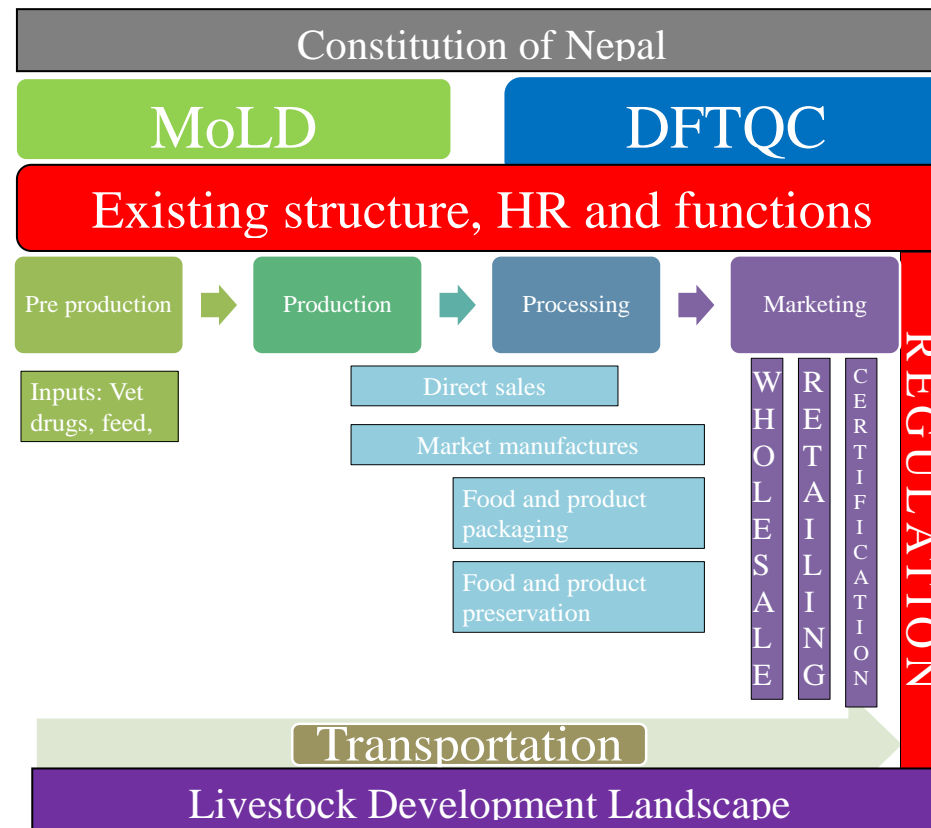 Constitution of Nepal
MoLD
DFTQC
Existing structure, HR and functions
Pre production
Production
Processing
Marketing
Inputs: Vet
drugs, feed,
Direct sales
Market manufactures
Food and product
packaging
Food and product
preservation
WHOLESALE
RETAILING
CERTIFICATION
REGULATION
Transportation
Livestock Development Landscape